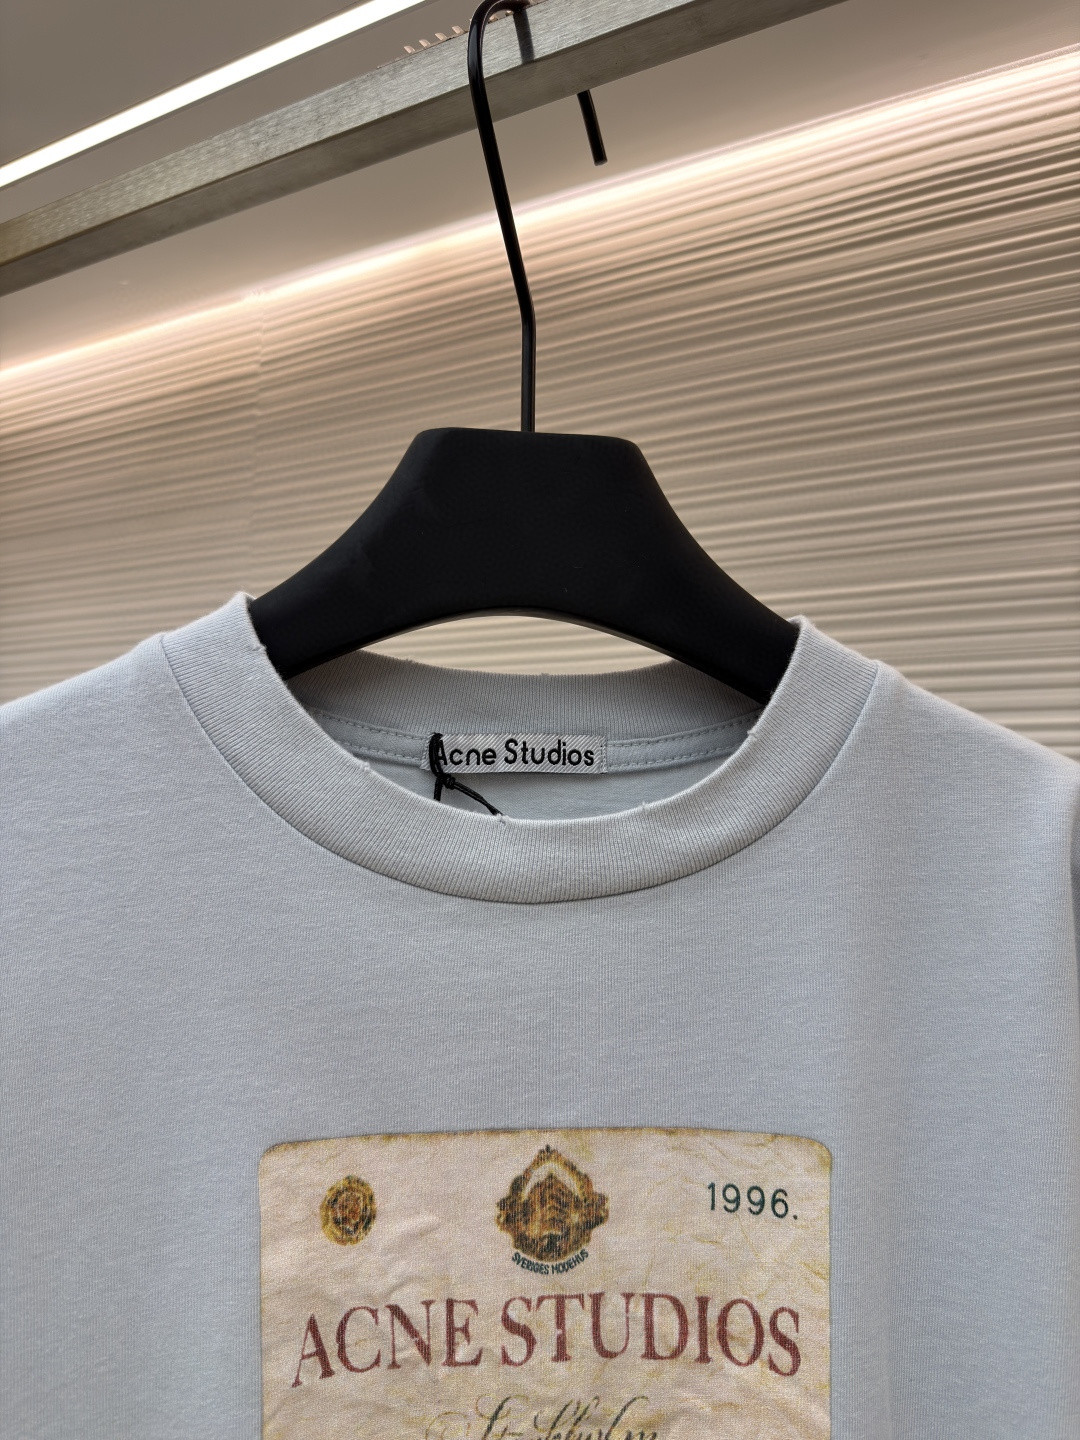 Acne Studios
1996.
SVERIGES MODEHUS
ACNE STUDIOS